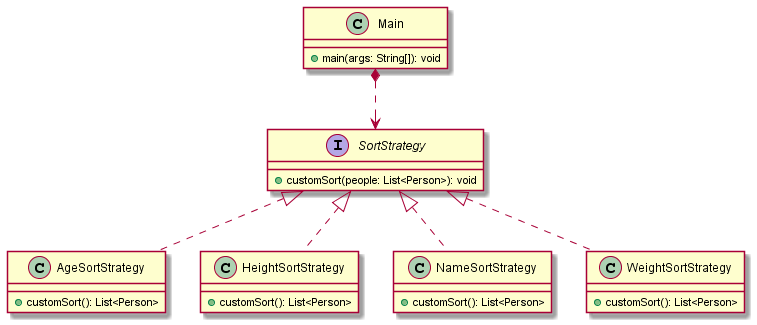 C Main
main(args: String[]): void
I SortStrategy
customSort(people: List<Person>): void
C AgeSortStrategy
customSort(): List<Person>
C HeightSortStrategy
customSort(): List<Person>
C NameSortStrategy
customSort(): List<Person>
C WeightSortStrategy
customSort(): List<Person>